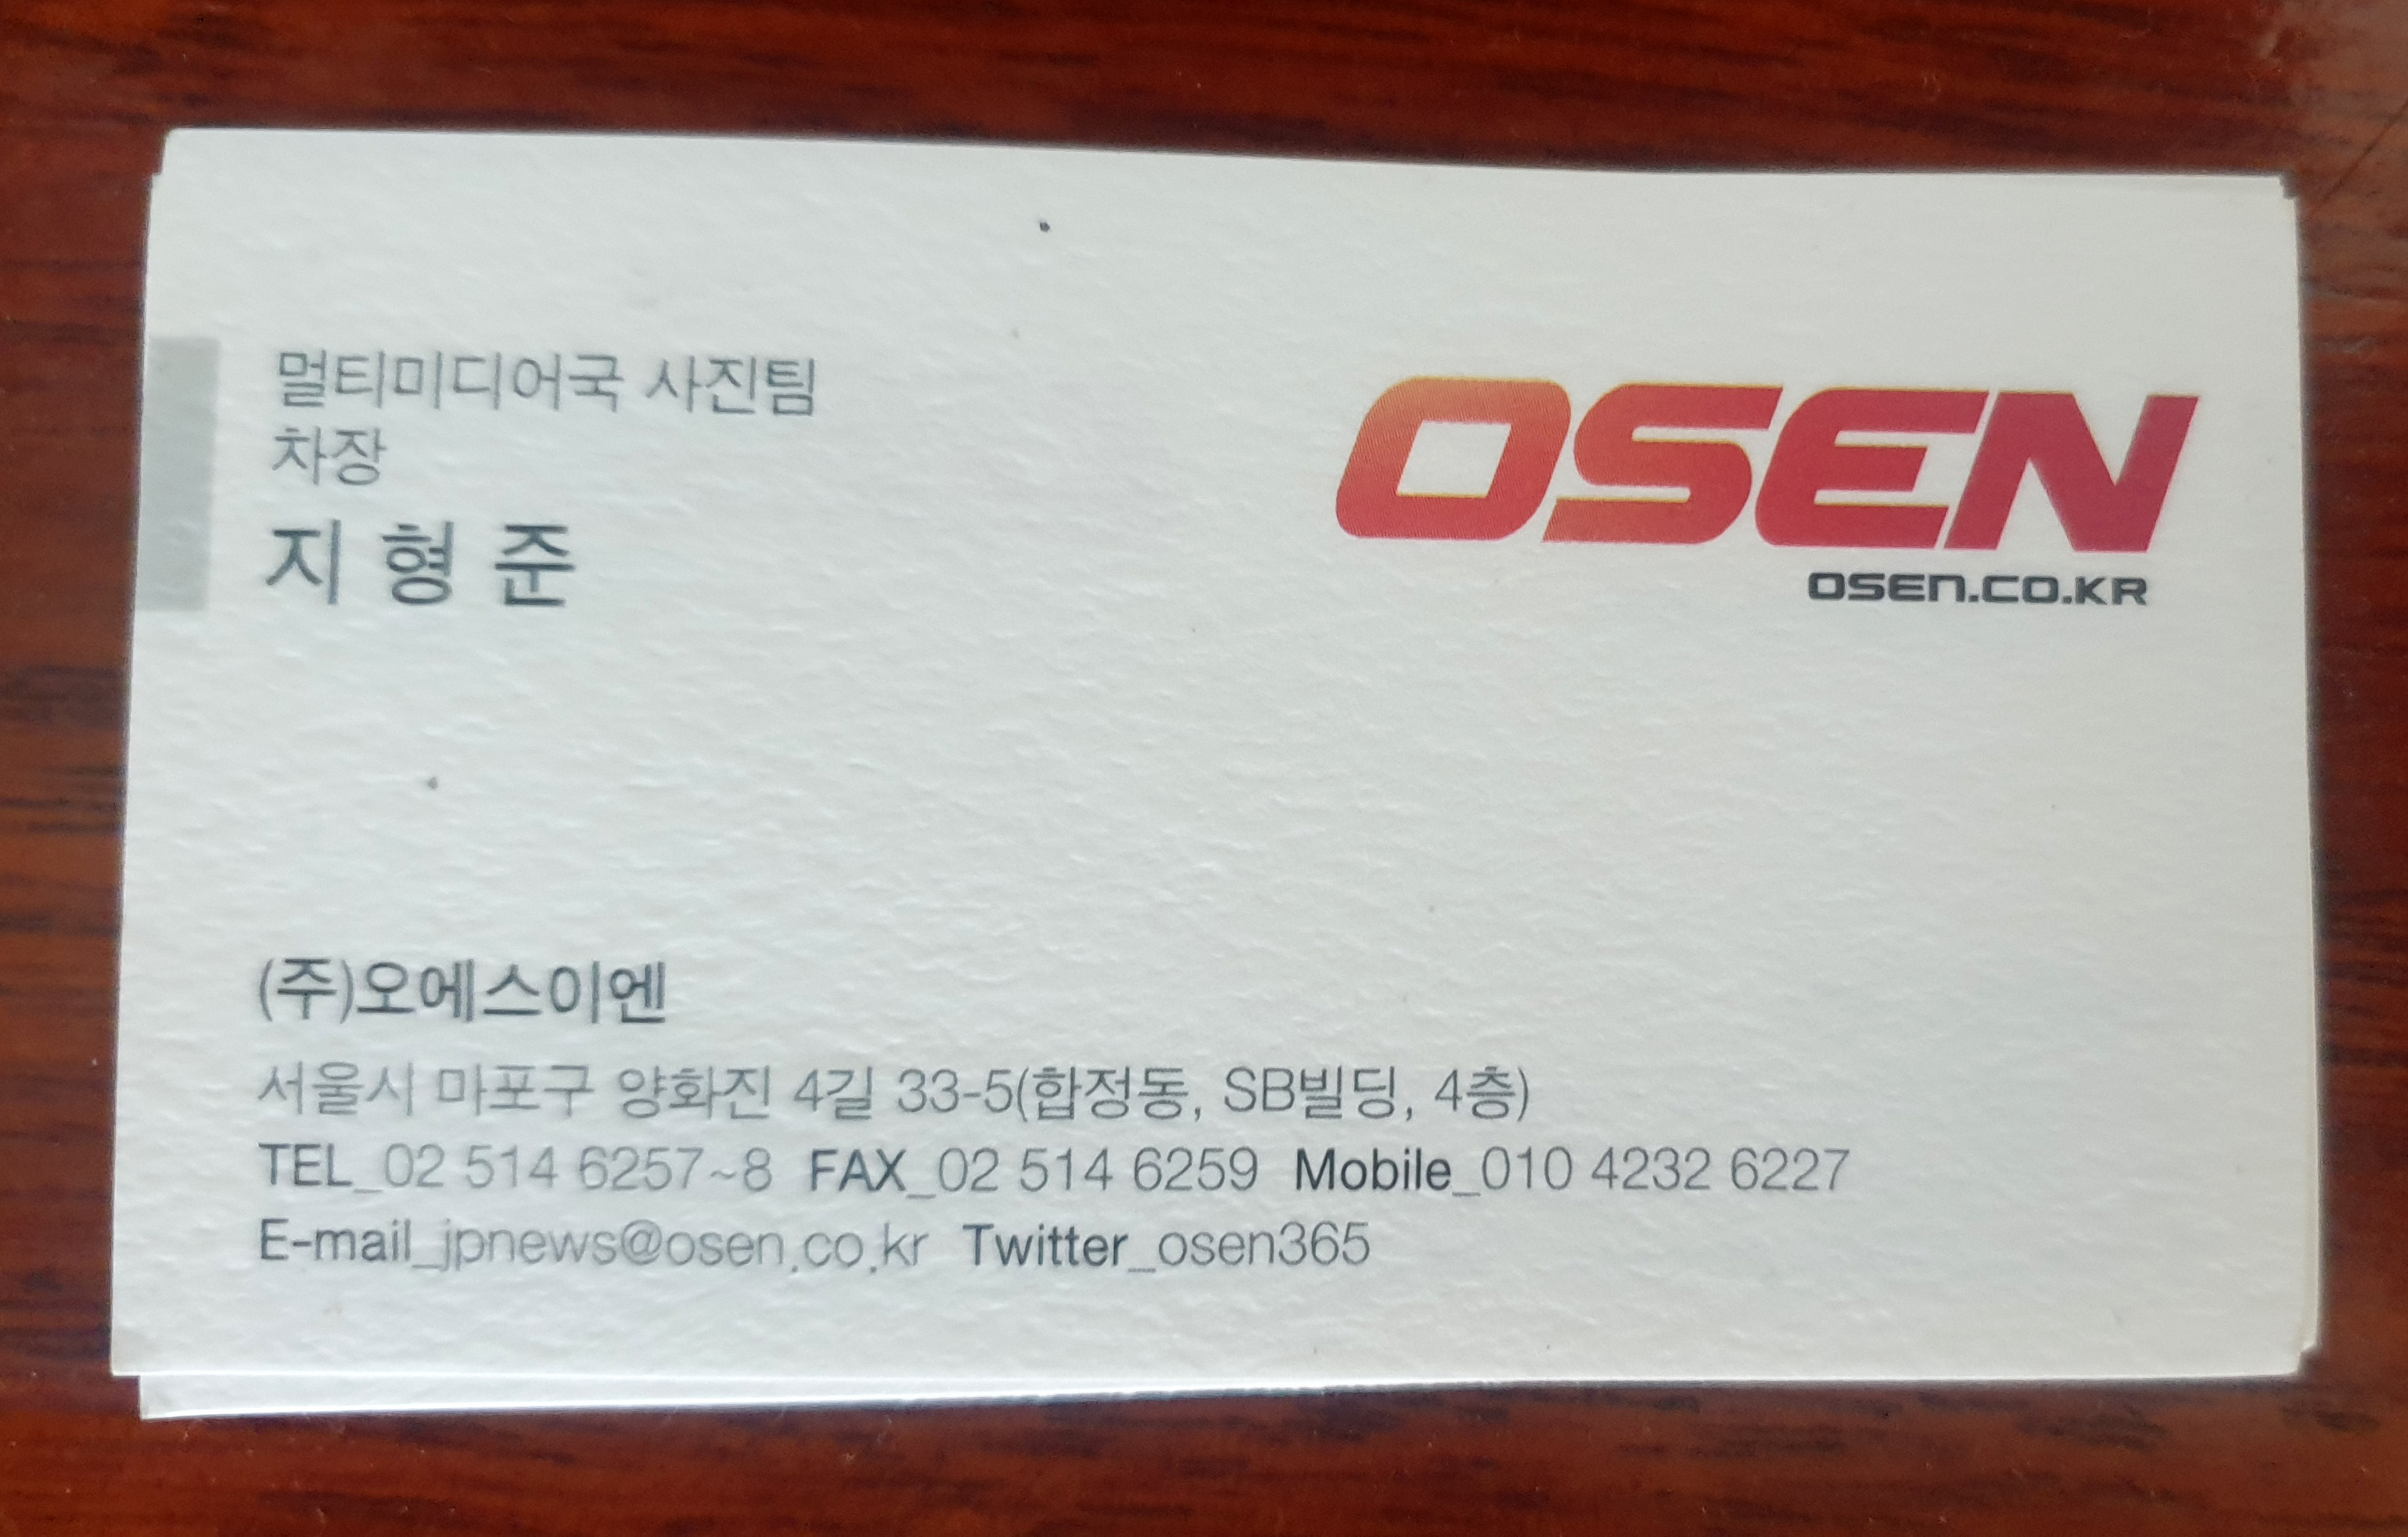 멀티미디어국 사진팀
차장
지 형 준
OSEN
OSEN.CO.KR
(주)오에스이엔
서울시 마포구 양화진 4길 33-5(합정동, SB빌딩, 4층)
TEL_02 514 6257~8 FAX_02 514 6259 Mobile_010 4232 6227
E-mail_jpnews@osen.co.kr Twitter_osen365